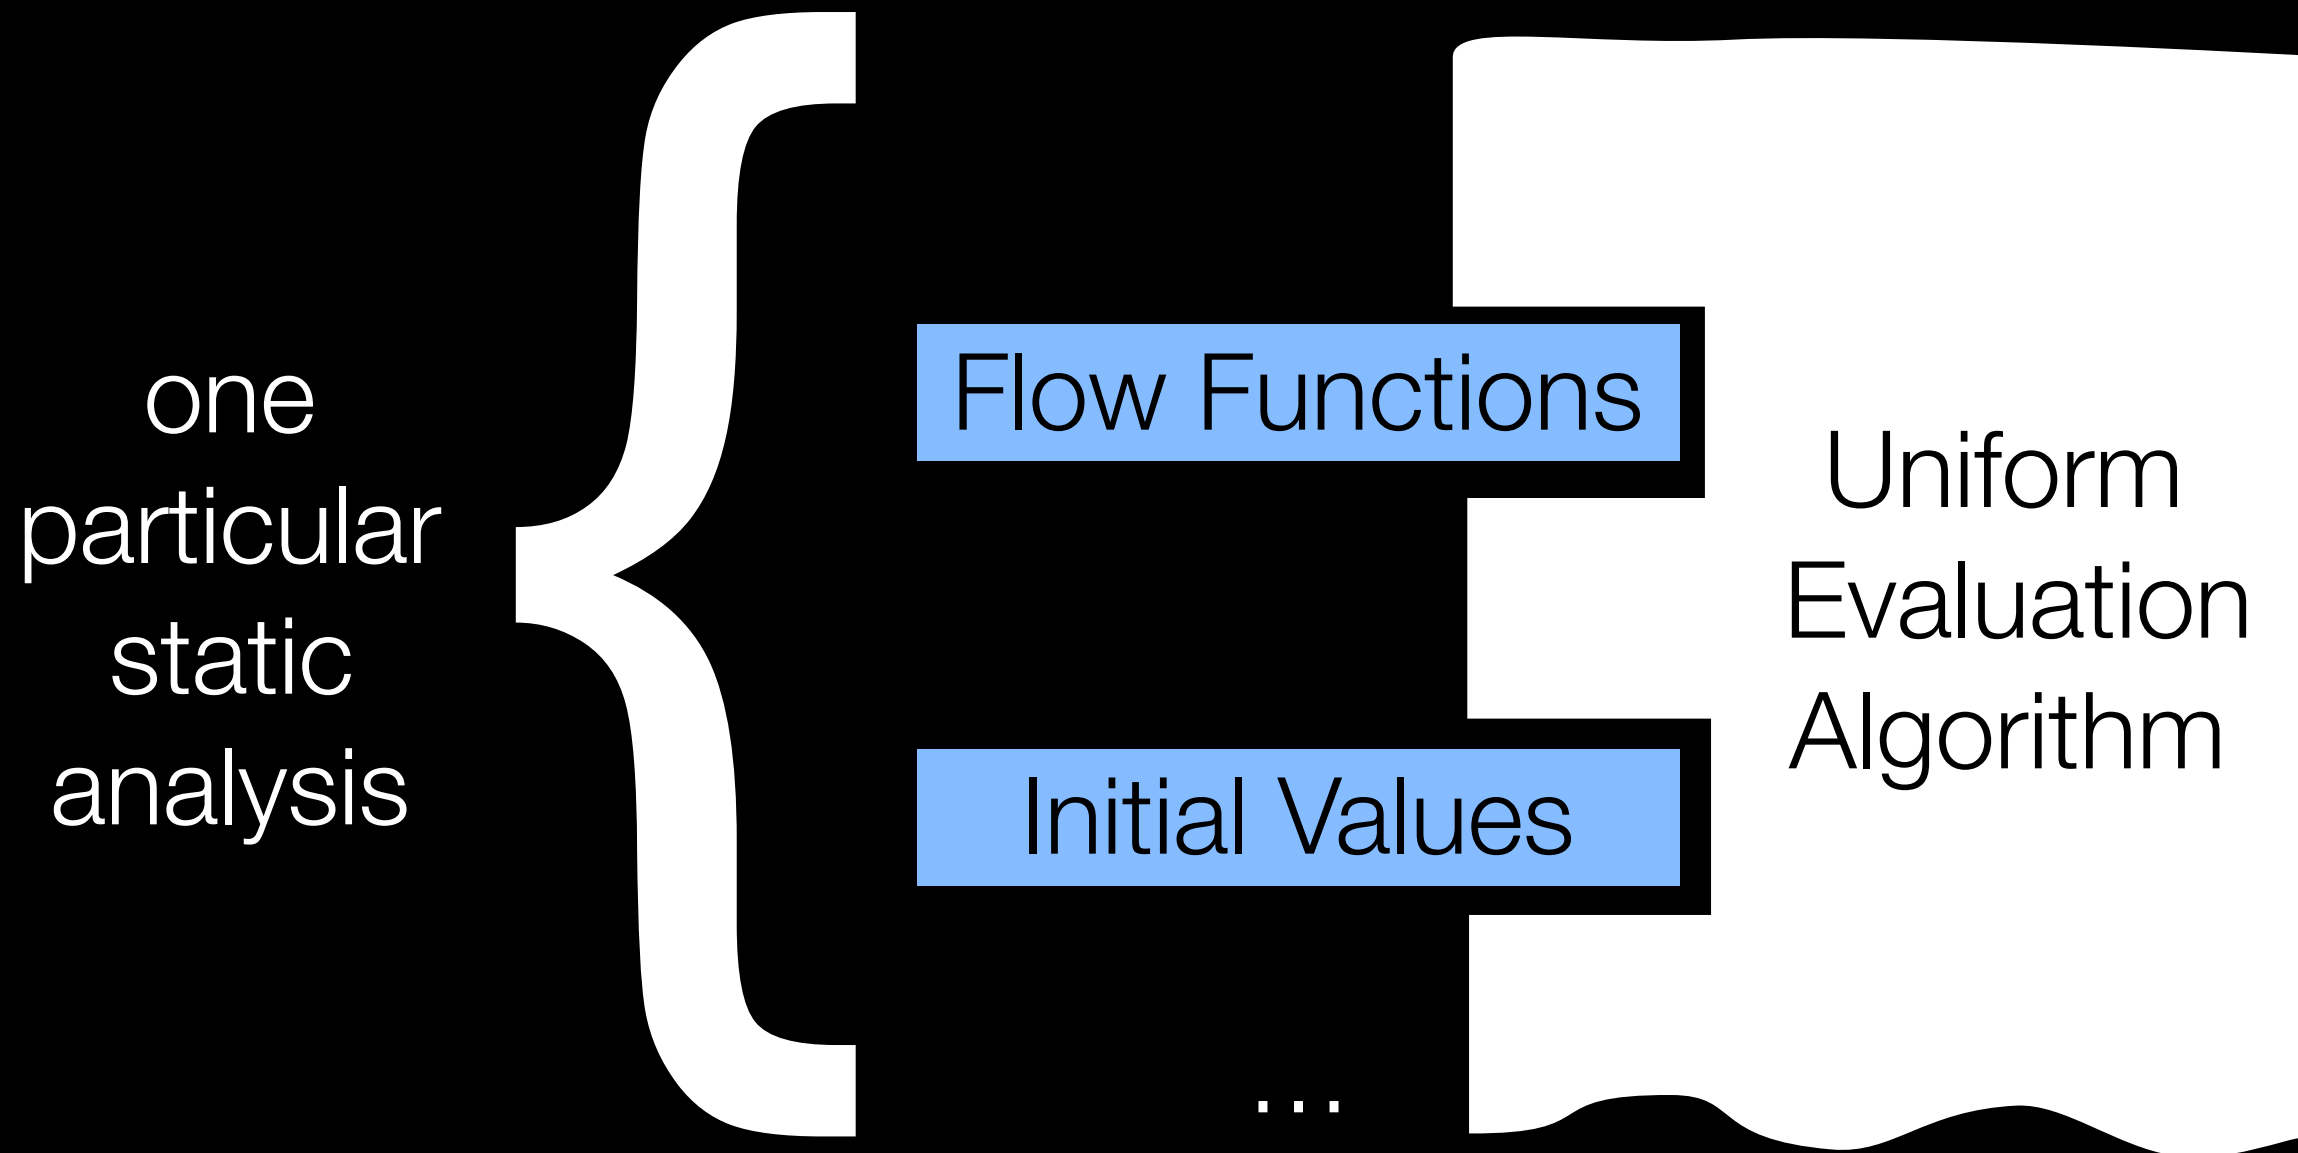 one
particular
static
analysis
Flow Functions
Initial Values
...
Uniform
Evaluation
Algorithm